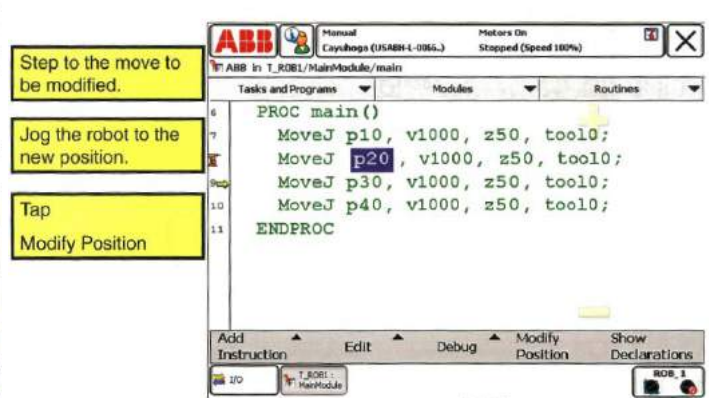 Step to the move to
be modified.
Jog the robot to the
new position.
Tap
Modify Position
ABB
Manual
Cayuhoga (USABH-L-0066..)
Motors On
Stopped (Speed 100%)
ABB in T_ROB1/MainModule/main
Tasks and Programs
Modules
Routines
6 PROC main()
7 MoveJ p10, v1000, z50, tool0;
MoveJ p20 , v1000, z50, tool0;
9 MoveJ p30, v1000, z50, tool0;
10 MoveJ p40, v1000, z50, tool0;
11 ENDPROC
Add
Instruction
Edit
Debug
Modify
Position
Show
Declarations
I/O
T_ROB1 :
MainModule
ROB_1